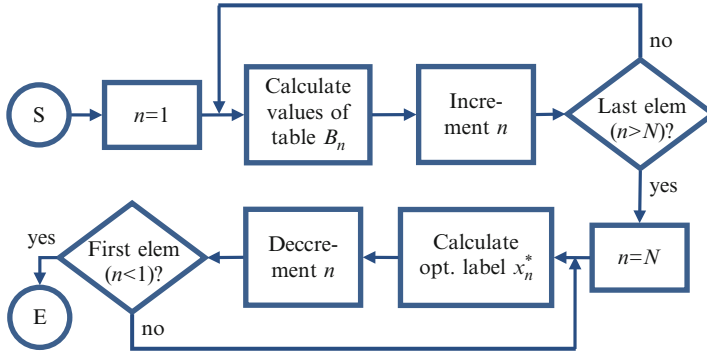 no
S
n=1
Calculate
values of
table Bₙ
Incre-
ment n
Last elem
(n>N)?
yes
yes
First elem
(n<1)?
Deccre-
ment n
Calculate
opt. label xₙ*
n=N
E
no